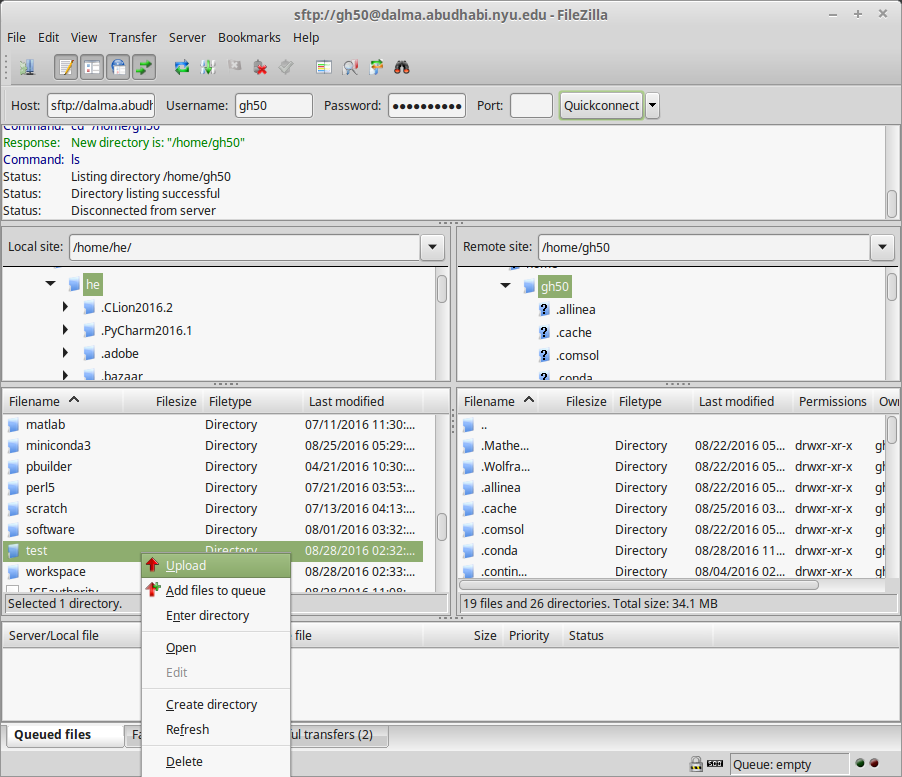 sftp://gh50@dalma.abudhabi.nyu.edu - FileZilla
File Edit View Transfer Server Bookmarks Help
Host: sftp://dalma.abudh Username: gh50 Password: ●●●●●●●●●● Port: Quickconnect
Command: cd "/home/gh50"
Response: New directory is: "/home/gh50"
Command: ls
Status: Listing directory /home/gh50
Status: Directory listing successful
Status: Disconnected from server
Local site: /home/he/
he
.CLion2016.2
.PyCharm2016.1
.adobe
.bazaar
Remote site: /home/gh50
home
gh50
.allinea
.cache
.comsol
.conda
Filename Filesize Filetype Last modified
matlab Directory 07/11/2016 11:30:...
miniconda3 Directory 08/25/2016 05:29:...
pbuilder Directory 04/21/2016 10:30:...
perl5 Directory 07/21/2016 03:53:...
scratch Directory 07/13/2016 04:13:...
software Directory 08/01/2016 03:32:...
test Directory 08/28/2016 02:32:...
workspace 08/28/2016 02:33:...
.ICEauthority 08/28/2016 11:08:...
Selected 1 directory.
Filename Filesize Filetype Last modified Permissions Own
..
.Mathe... Directory 08/22/2016 05... drwxr-xr-x gh
.Wolfra... Directory 08/22/2016 05... drwxr-xr-x gh
.allinea Directory 08/22/2016 05... drwxr-xr-x gh
.cache Directory 08/25/2016 03... drwxr-xr-x gh
.comsol Directory 08/22/2016 05... drwxr-xr-x gh
.conda Directory 08/28/2016 11... drwxr-xr-x gh
.contin... Directory 08/04/2016 02... drwxr-xr-x gh
19 files and 26 directories. Total size: 34.1 MB
Upload
Add files to queue
Enter directory
Open
Edit
Create directory
Refresh
Delete
Server/Local file file Size Priority Status
Queued files Fa ul transfers (2)
Queue: empty